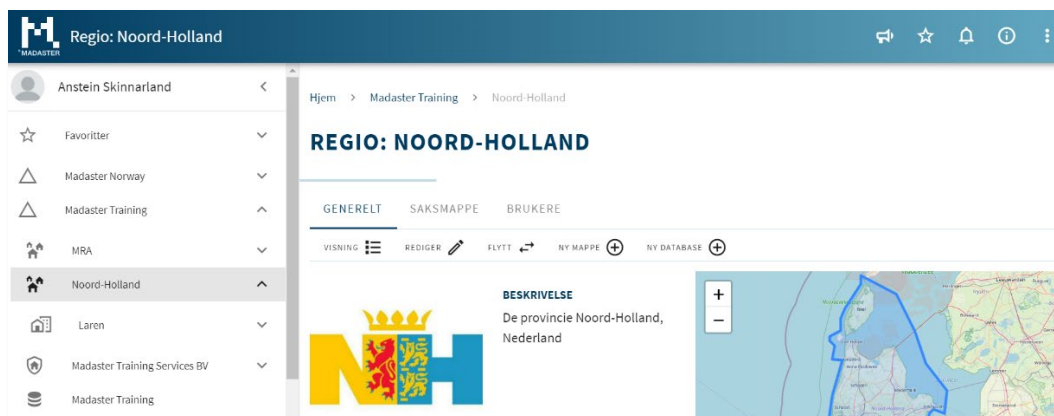 MADASTER
Regio: Noord-Holland
Anstein Skinnarland
Favoritter
Madaster Norway
Madaster Training
MRA
Noord-Holland
Laren
Madaster Training Services BV
Madaster Training
Hjem > Madaster Training > Noord-Holland
REGIO: NOORD-HOLLAND
GENERELT SAKSMAPPE BRUKERE
VISNING REDIGER FLYTT NY MAPPE NY DATABASE
NH
BESKRIVELSE
De provincie Noord-Holland,
Nederland
+
−